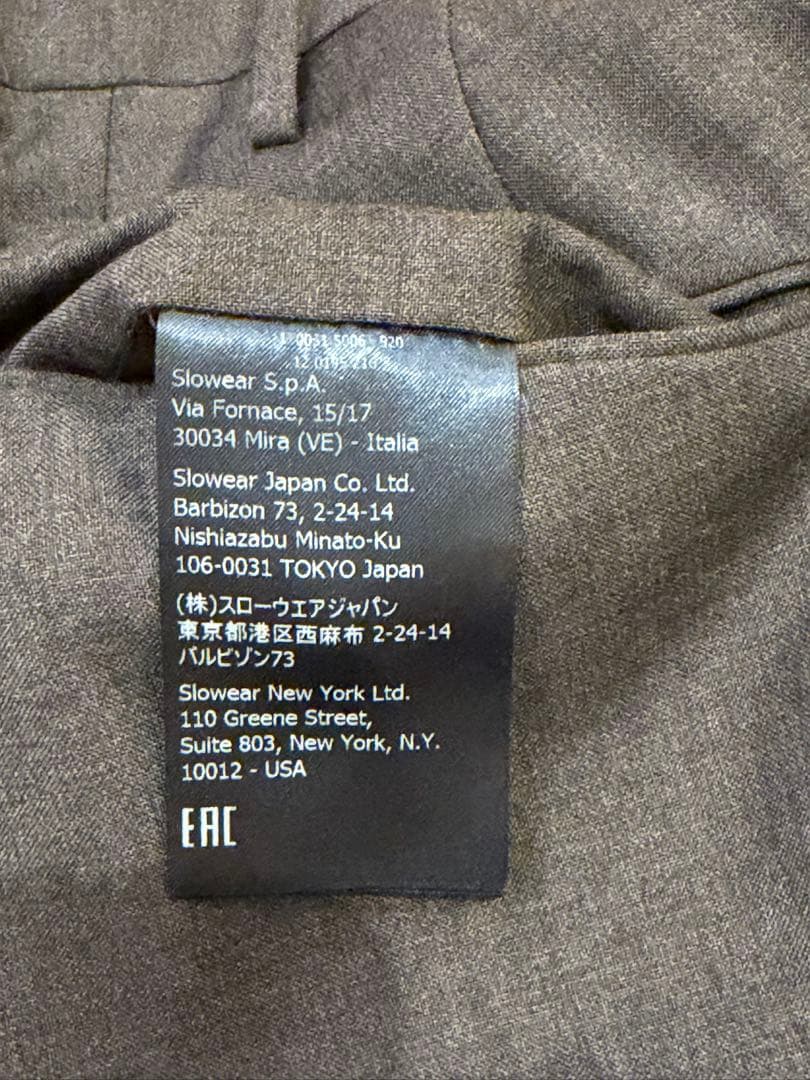 0031 5006 920
Slowear S.p.A.
Via Fornace, 15/17
30034 Mira (VE) - Italia
Slowear Japan Co. Ltd.
Barbizon 73, 2-24-14
Nishiazabu Minato-Ku
106-0031 TOKYO Japan
(株)スローウエアジャパン
東京都港区西麻布 2-24-14
バルビゾン73
Slowear New York Ltd.
110 Greene Street,
Suite 803, New York, N.Y.
10012 - USA
EAC